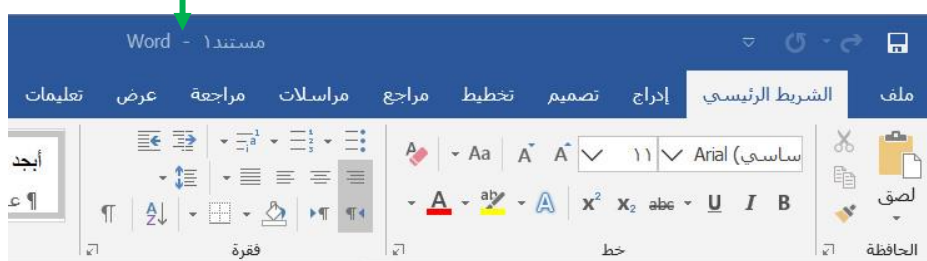 مستند١ - Word
ملف الشريط الرئيسي إدراج تصميم تخطيط مراجع مراسلات مراجعة عرض تعليمات
لصق
ساسي) Arial ١١ Aa A A
B I U abc x₂ x² A aby A
أبجد
¶ ع
الحافظة خط فقرة